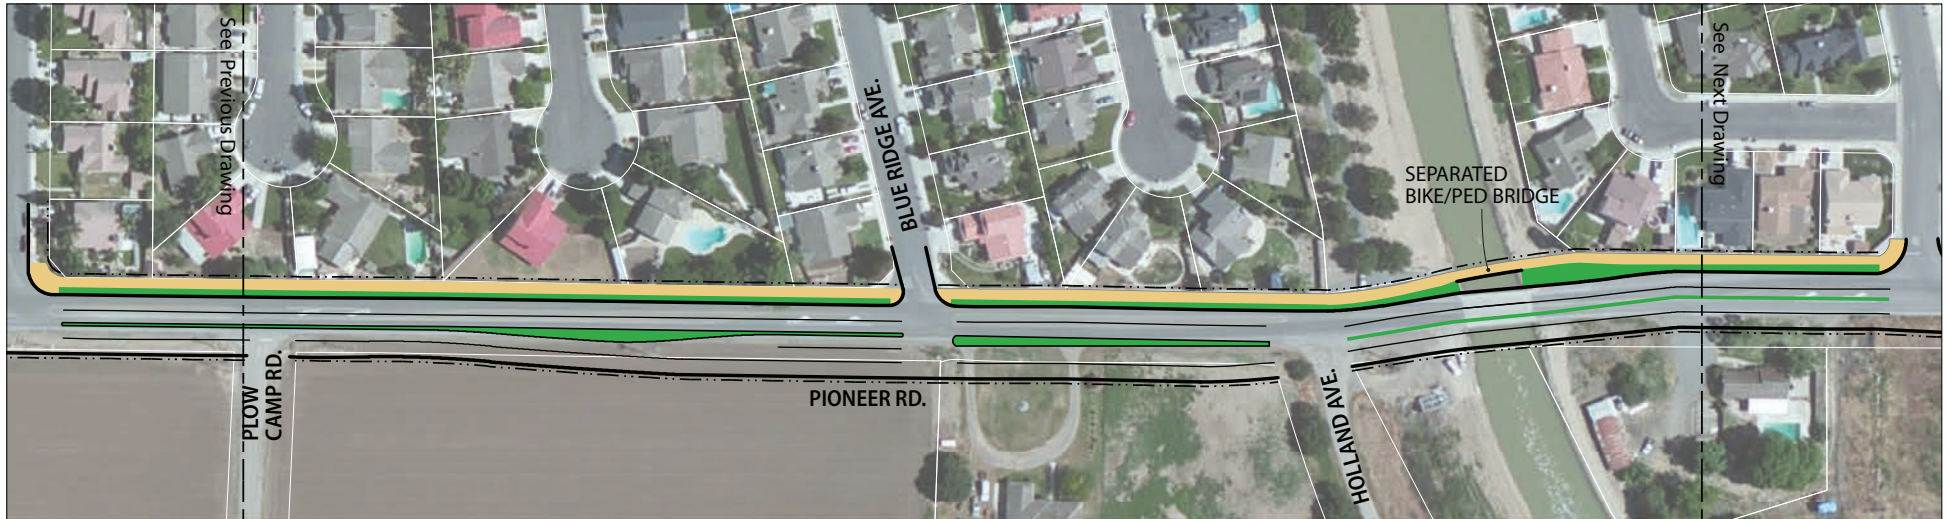 See Previous Drawing
BLUE RIDGE AVE.
See Next Drawing
SEPARATED
BIKE/PED BRIDGE
PLOW
CAMP RD.
PIONEER RD.
HOLLAND AVE.